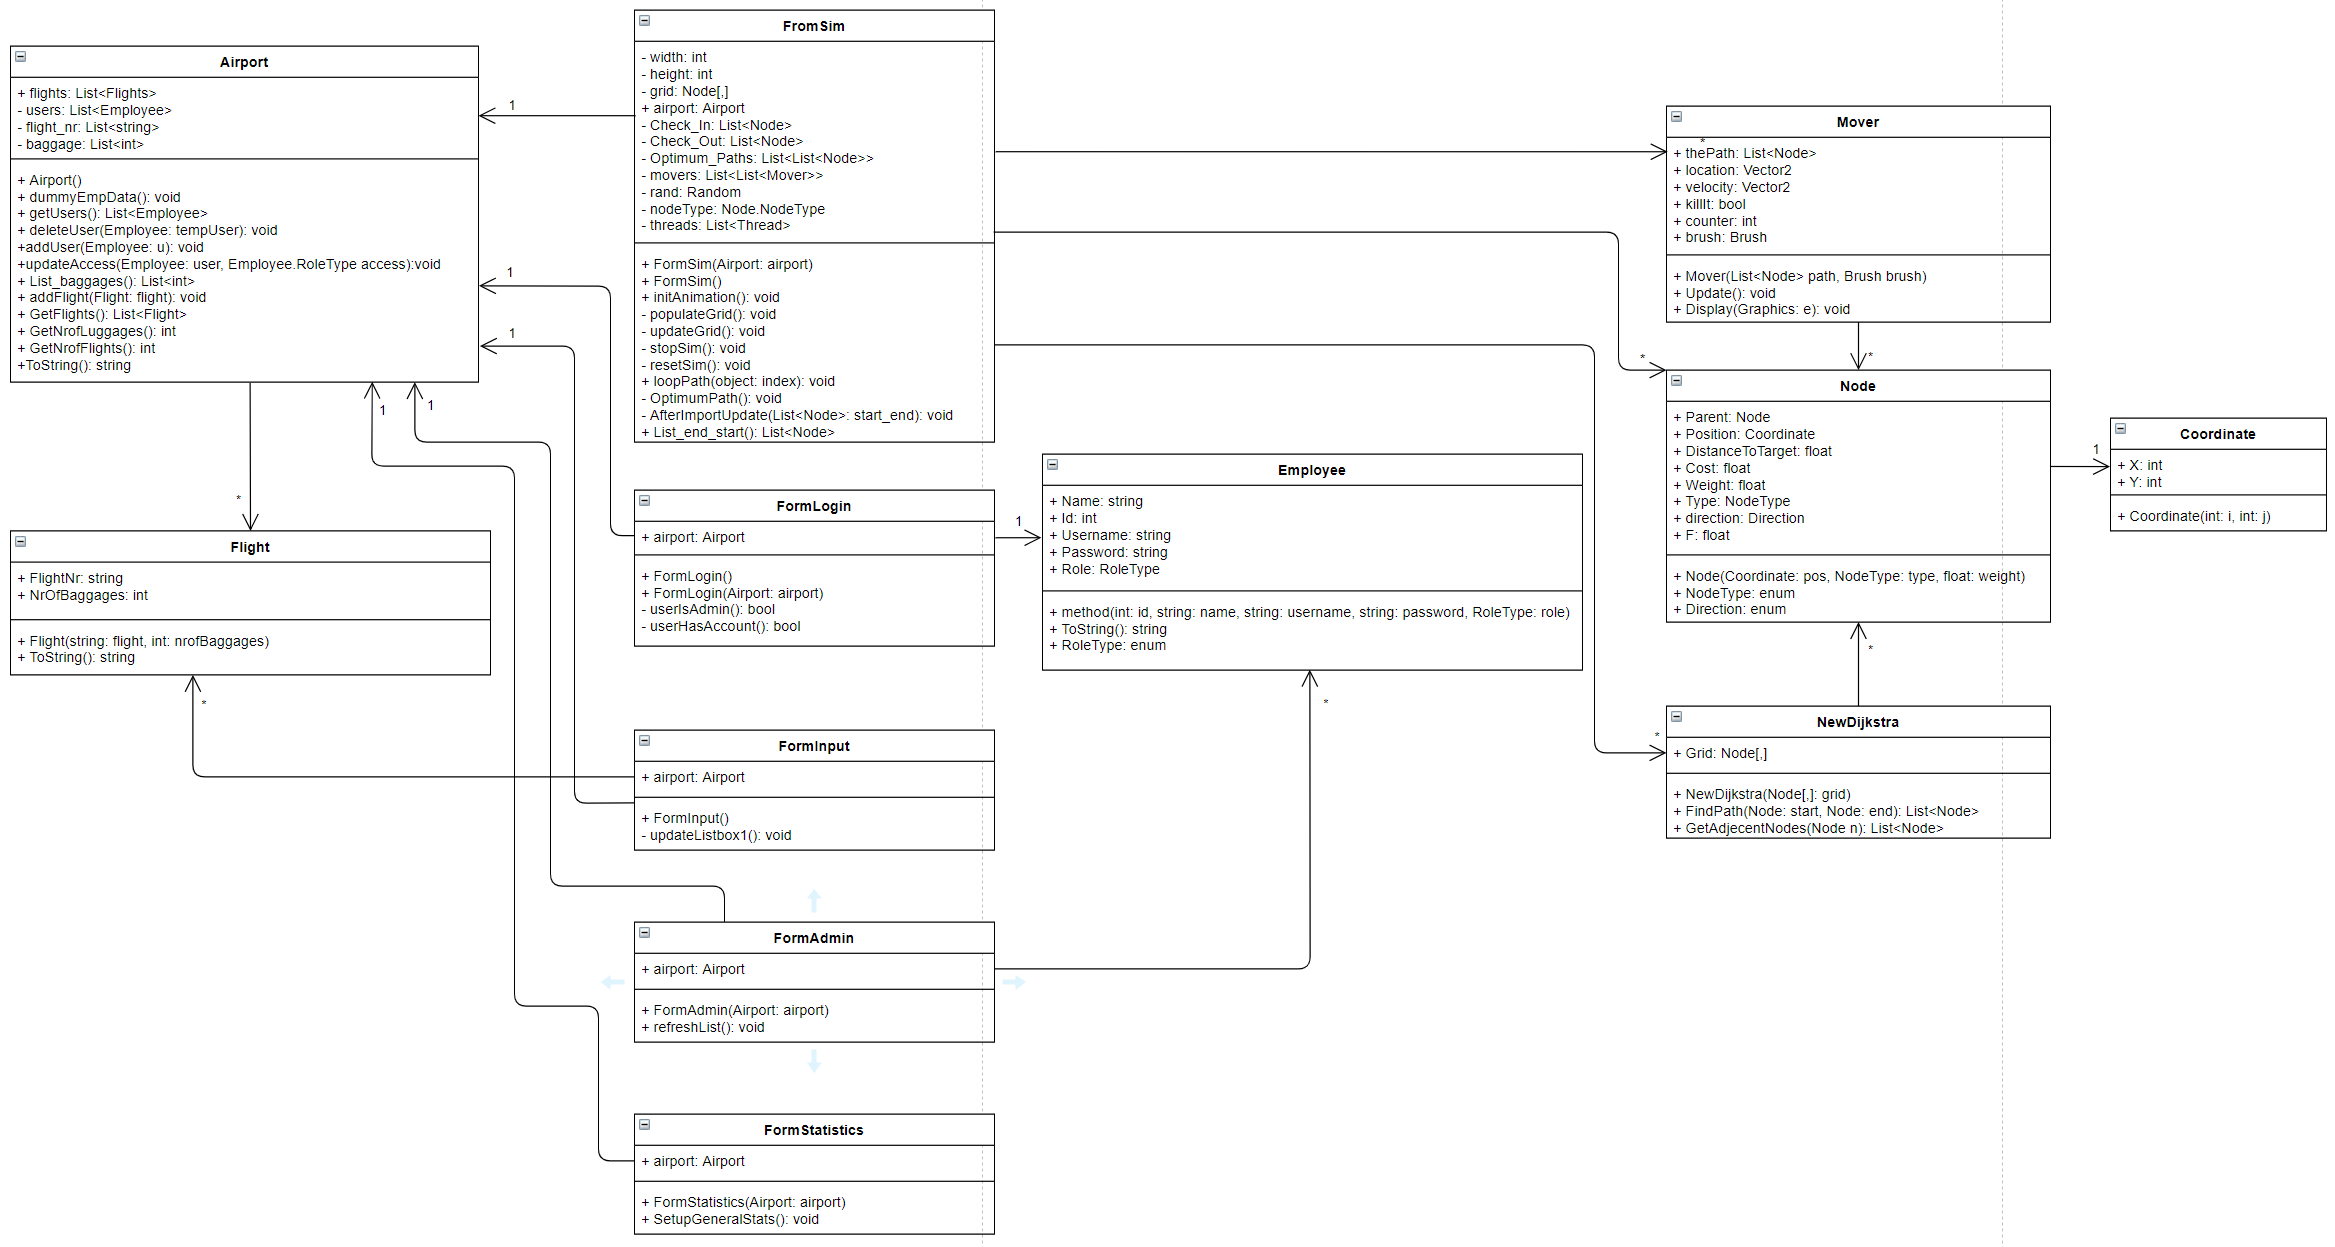 Airport
+ flights: List<Flights>
- users: List<Employee>
- flight_nr: List<string>
- baggage: List<int>
+ Airport()
+ dummyEmpData(): void
+ getUsers(): List<Employee>
+ deleteUser(Employee: tempUser): void
+addUser(Employee: u): void
+updateAccess(Employee: user, Employee.RoleType access):void
+ List_baggages(): List<int>
+ addFlight(Flight: flight): void
+ GetFlights(): List<Flight>
+ GetNrofLuggages(): int
+ GetNrofFlights(): int
+ToString(): string
1
1
1
1
1
*
Flight
+ FlightNr: string
+ NrOfBaggages: int
+ Flight(string: flight, int: nrofBaggages)
+ ToString(): string
*
FromSim
- width: int
- height: int
- grid: Node[,]
+ airport: Airport
- Check_In: List<Node>
- Check_Out: List<Node>
- Optimum_Paths: List<List<Node>>
- movers: List<List<Mover>>
- rand: Random
- nodeType: Node.NodeType
- threads: List<Thread>
+ FormSim(Airport: airport)
+ FormSim()
+ initAnimation(): void
- populateGrid(): void
- updateGrid(): void
- stopSim(): void
- resetSim(): void
+ loopPath(object: index): void
- OptimumPath(): void
- AfterImportUpdate(List<Node>: start_end): void
+ List_end_start(): List<Node>
FormLogin
+ airport: Airport
+ FormLogin()
+ FormLogin(Airport: airport)
- userIsAdmin(): bool
- userHasAccount(): bool
1
FormInput
+ airport: Airport
+ FormInput()
- updateListbox1(): void
FormAdmin
+ airport: Airport
+ FormAdmin(Airport: airport)
+ refreshList(): void
FormStatistics
+ airport: Airport
+ FormStatistics(Airport: airport)
+ SetupGeneralStats(): void
Employee
+ Name: string
+ Id: int
+ Username: string
+ Password: string
+ Role: RoleType
+ method(int: id, string: name, string: username, string: password, RoleType: role)
+ ToString(): string
+ RoleType: enum
*
Mover
*
+ thePath: List<Node>
+ location: Vector2
+ velocity: Vector2
+ killIt: bool
+ counter: int
+ brush: Brush
+ Mover(List<Node> path, Brush brush)
+ Update(): void
+ Display(Graphics: e): void
*
*
Node
+ Parent: Node
+ Position: Coordinate
+ DistanceToTarget: float
+ Cost: float
+ Weight: float
+ Type: NodeType
+ direction: Direction
+ F: float
+ Node(Coordinate: pos, NodeType: type, float: weight)
+ NodeType: enum
+ Direction: enum
*
*
NewDijkstra
+ Grid: Node[,]
+ NewDijkstra(Node[,]: grid)
+ FindPath(Node: start, Node: end): List<Node>
+ GetAdjecentNodes(Node n): List<Node>
1
Coordinate
+ X: int
+ Y: int
+ Coordinate(int: i, int: j)